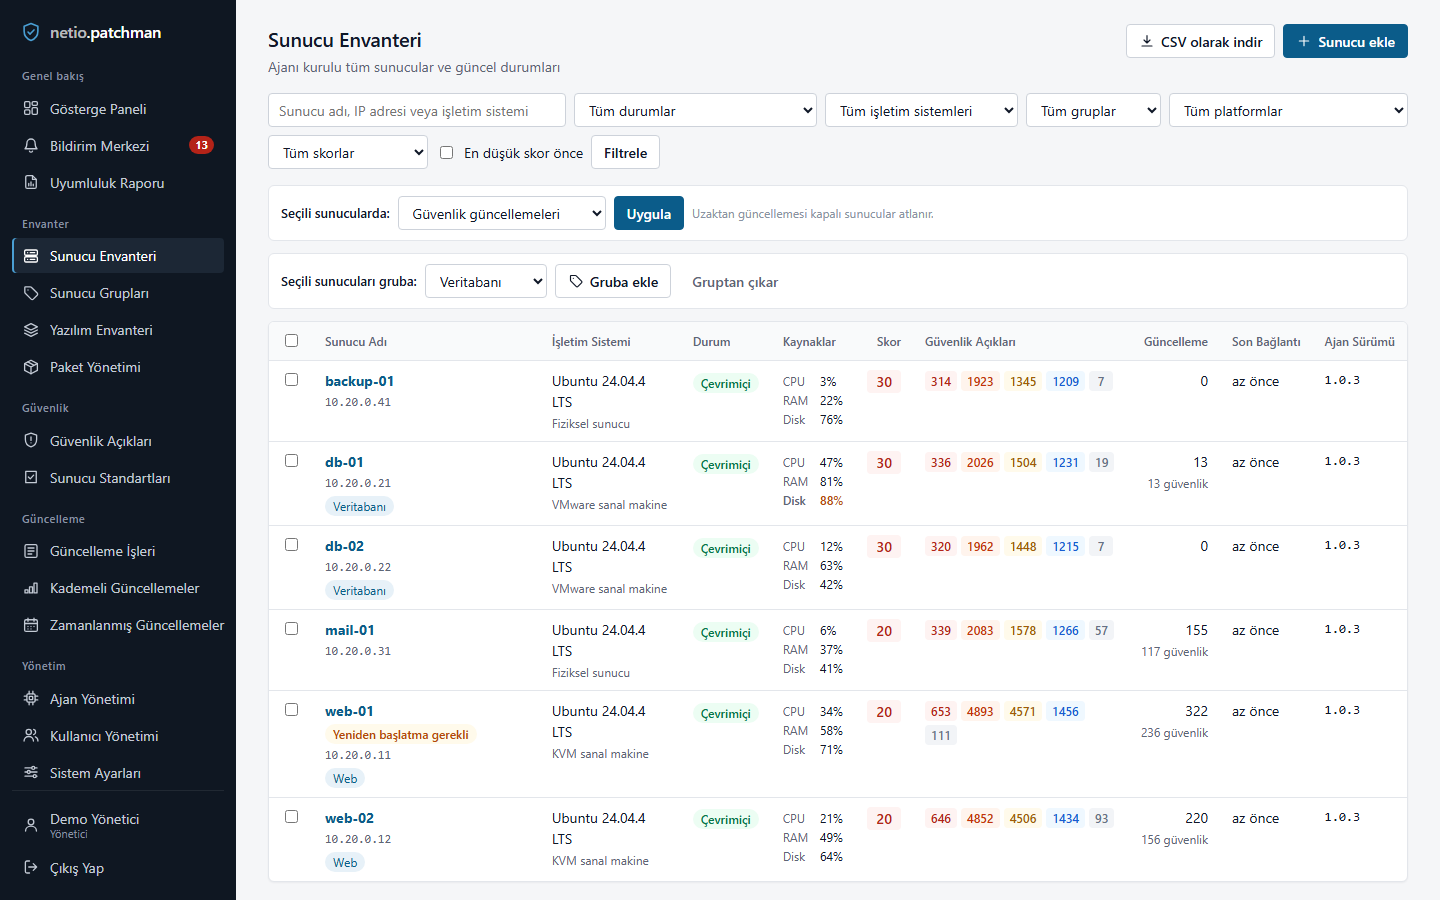 netio.patchman
Genel bakış
Gösterge Paneli
Bildirim Merkezi 13
Uyumluluk Raporu
Envanter
Sunucu Envanteri
Sunucu Grupları
Yazılım Envanteri
Paket Yönetimi
Güvenlik
Güvenlik Açıkları
Sunucu Standartları
Güncelleme
Güncelleme İşleri
Kademeli Güncellemeler
Zamanlanmış Güncellemeler
Yönetim
Ajan Yönetimi
Kullanıcı Yönetimi
Sistem Ayarları
Demo Yönetici
Yönetici
Çıkış Yap
Sunucu Envanteri
Ajanı kurulu tüm sunucular ve güncel durumları
CSV olarak indir
Sunucu ekle
Sunucu adı, IP adresi veya işletim sistemi
Tüm durumlar
Tüm işletim sistemleri
Tüm gruplar
Tüm platformlar
Tüm skorlar
En düşük skor önce
Filtrele
Seçili sunucularda: Güvenlik güncellemeleri Uygula Uzaktan güncellemesi kapalı sunucular atlanır.
Seçili sunucuları gruba: Veritabanı Gruba ekle Gruptan çıkar
Sunucu Adı İşletim Sistemi Durum Kaynaklar Skor Güvenlik Açıkları Güncelleme Son Bağlantı Ajan Sürümü
backup-01 Ubuntu 24.04.4 Çevrimiçi CPU 3% 30 314 1923 1345 1209 7 0 az önce 1.0.3
10.20.0.41 LTS RAM 22%
Fiziksel sunucu Disk 76%
db-01 Ubuntu 24.04.4 Çevrimiçi CPU 47% 30 336 2026 1504 1231 19 13 az önce 1.0.3
10.20.0.21 LTS RAM 81% 13 güvenlik
Veritabanı VMware sanal makine Disk 88%
db-02 Ubuntu 24.04.4 Çevrimiçi CPU 12% 30 320 1962 1448 1215 7 0 az önce 1.0.3
10.20.0.22 LTS RAM 63%
Veritabanı VMware sanal makine Disk 42%
mail-01 Ubuntu 24.04.4 Çevrimiçi CPU 6% 20 339 2083 1578 1266 57 155 az önce 1.0.3
10.20.0.31 LTS RAM 37% 117 güvenlik
Fiziksel sunucu Disk 41%
web-01 Ubuntu 24.04.4 Çevrimiçi CPU 34% 20 653 4893 4571 1456 322 az önce 1.0.3
Yeniden başlatma gerekli LTS RAM 58% 111 236 güvenlik
10.20.0.11 KVM sanal makine Disk 71%
Web
web-02 Ubuntu 24.04.4 Çevrimiçi CPU 21% 20 646 4852 4506 1434 93 220 az önce 1.0.3
10.20.0.12 LTS RAM 49% 156 güvenlik
Web KVM sanal makine Disk 64%